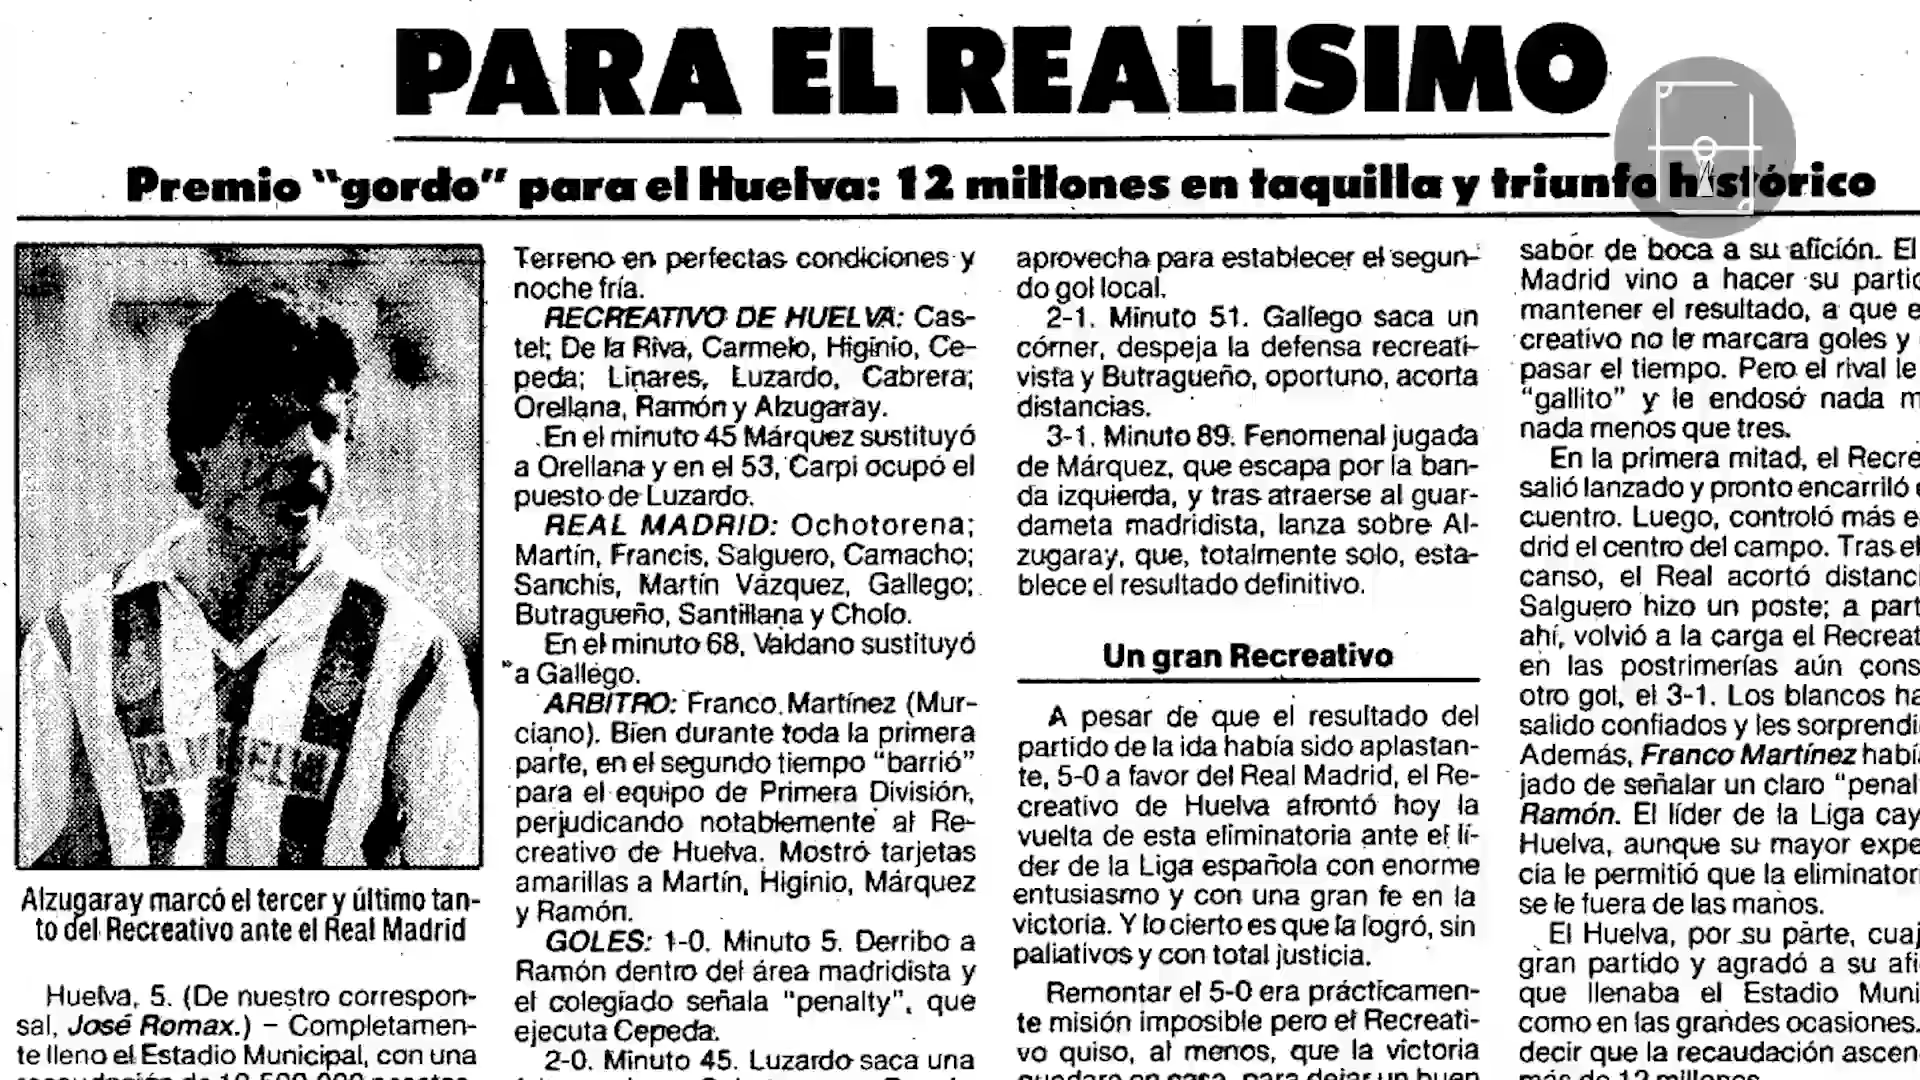 PARA EL REALISIMO
Premio "gordo" para el Huelva: 12 millones en taquilla y triunfo histórico
Alzugaray marcó el tercer y último tan-
to del Recreativo ante el Real Madrid
Huelva, 5. (De nuestro correspon-
sal, José Romax.) – Completamen-
te lleno el Estadio Municipal, con una
Terreno en perfectas condiciones y
noche fría.
RECREATIVO DE HUELVA: Cas-
tel; De la Riva, Carmelo, Higinio, Ce-
peda; Linares, Luzardo, Cabrera;
Orellana, Ramón y Alzugaray.
En el minuto 45 Márquez sustituyó
a Orellana y en el 53, Carpi ocupó el
puesto de Luzardo.
REAL MADRID: Ochotorena;
Martín, Francis, Salguero, Camacho;
Sanchís, Martín Vázquez, Gallego;
Butragueño, Santillana y Cholo.
En el minuto 68, Valdano sustituyó
a Gallego.
ARBITRO: Franco Martínez (Mur-
ciano). Bien durante toda la primera
parte, en el segundo tiempo "barrió"
para el equipo de Primera División,
perjudicando notablemente al Re-
creativo de Huelva. Mostró tarjetas
amarillas a Martín, Higinio, Márquez
y Ramón.
GOLES: 1-0. Minuto 5. Derribo a
Ramón dentro del área madridista y
el colegiado señala "penalty", que
ejecuta Cepeda.
2-0. Minuto 45. Luzardo saca una
aprovecha para establecer el segun-
do gol local.
2-1. Minuto 51. Gallego saca un
córner, despeja la defensa recreati-
vista y Butragueño, oportuno, acorta
distancias.
3-1. Minuto 89. Fenomenal jugada
de Márquez, que escapa por la ban-
da izquierda, y tras atraerse al guar-
dameta madridista, lanza sobre Al-
zugaray, que, totalmente solo, esta-
blece el resultado definitivo.
Un gran Recreativo
A pesar de que el resultado del
partido de la ida había sido aplastan-
te, 5-0 a favor del Real Madrid, el Re-
creativo de Huelva afrontó hoy la
vuelta de esta eliminatoria ante el lí-
der de la Liga española con enorme
entusiasmo y con una gran fe en la
victoria. Y lo cierto es que la logró, sin
paliativos y con total justicia.
Remontar el 5-0 era prácticamen-
te misión imposible pero el Recreati-
vo quiso, al menos, que la victoria
quedara en casa, para dejar un buen
sabor de boca a su afición. El
Madrid vino a hacer su partid
mantener el resultado, a que e
creativo no le marcara goles y
pasar el tiempo. Pero el rival le
"gallito" y le endosó nada m
nada menos que tres.
En la primera mitad, el Recre
salió lanzado y pronto encarriló e
cuentro. Luego, controló más e
drid el centro del campo. Tras el
canso, el Real acortó distanci
Salguero hizo un poste; a part
ahí, volvió a la carga el Recreat
en las postrimerías aún cons
otro gol, el 3-1. Los blancos ha
salido confiados y les sorprendi
Además, Franco Martínez habí
jado de señalar un claro "penal
Ramón. El líder de la Liga cay
Huelva, aunque su mayor expe
cia le permitió que la eliminatori
se le fuera de las manos.
El Huelva, por su parte, cuaj
gran partido y agradó a su afi
que llenaba el Estadio Muni
como en las grandes ocasiones.
decir que la recaudación ascen
más de 12 millones.